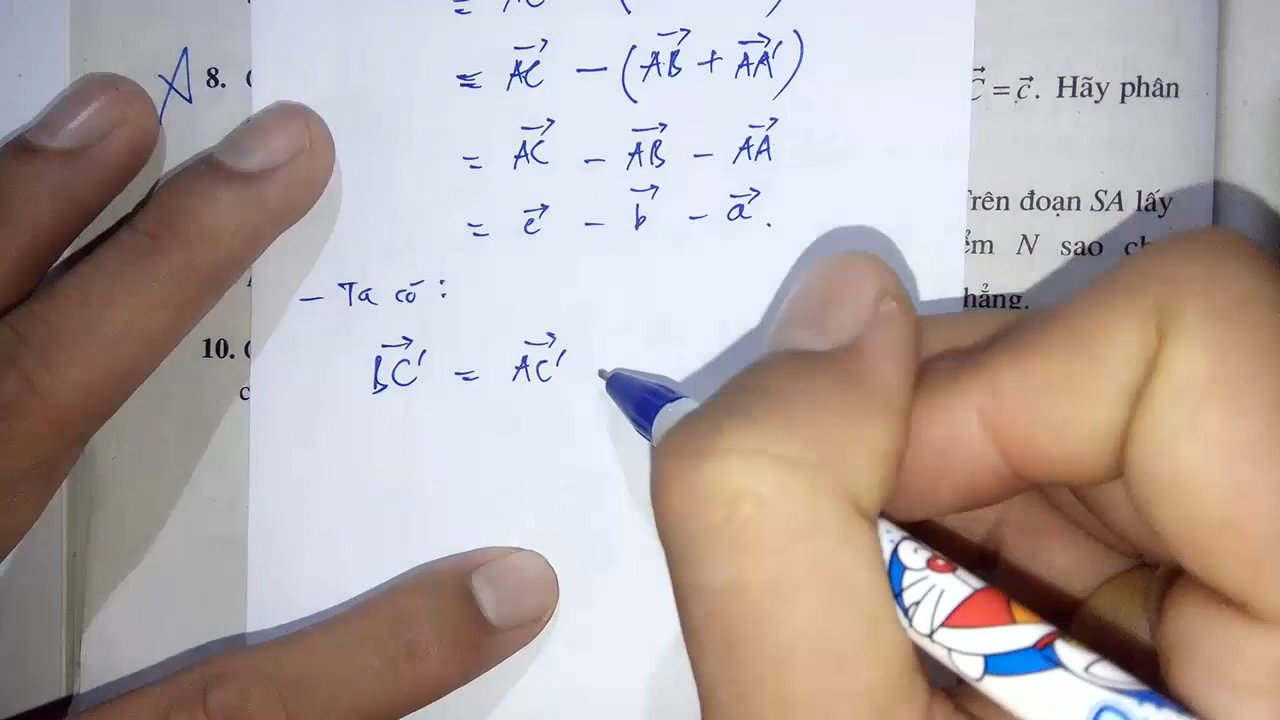 = AC⃗ - (
8.
= AC⃗ - (AB⃗ + AA'⃗)
C⃗ = c⃗. Hãy phân
= AC⃗ - AB⃗ - AA⃗
= c⃗ - b⃗ - a⃗.
Trên đoạn SA lấy
N sao
- Ta có:
hẳng.
10.
BC'⃗ = AC'⃗
c